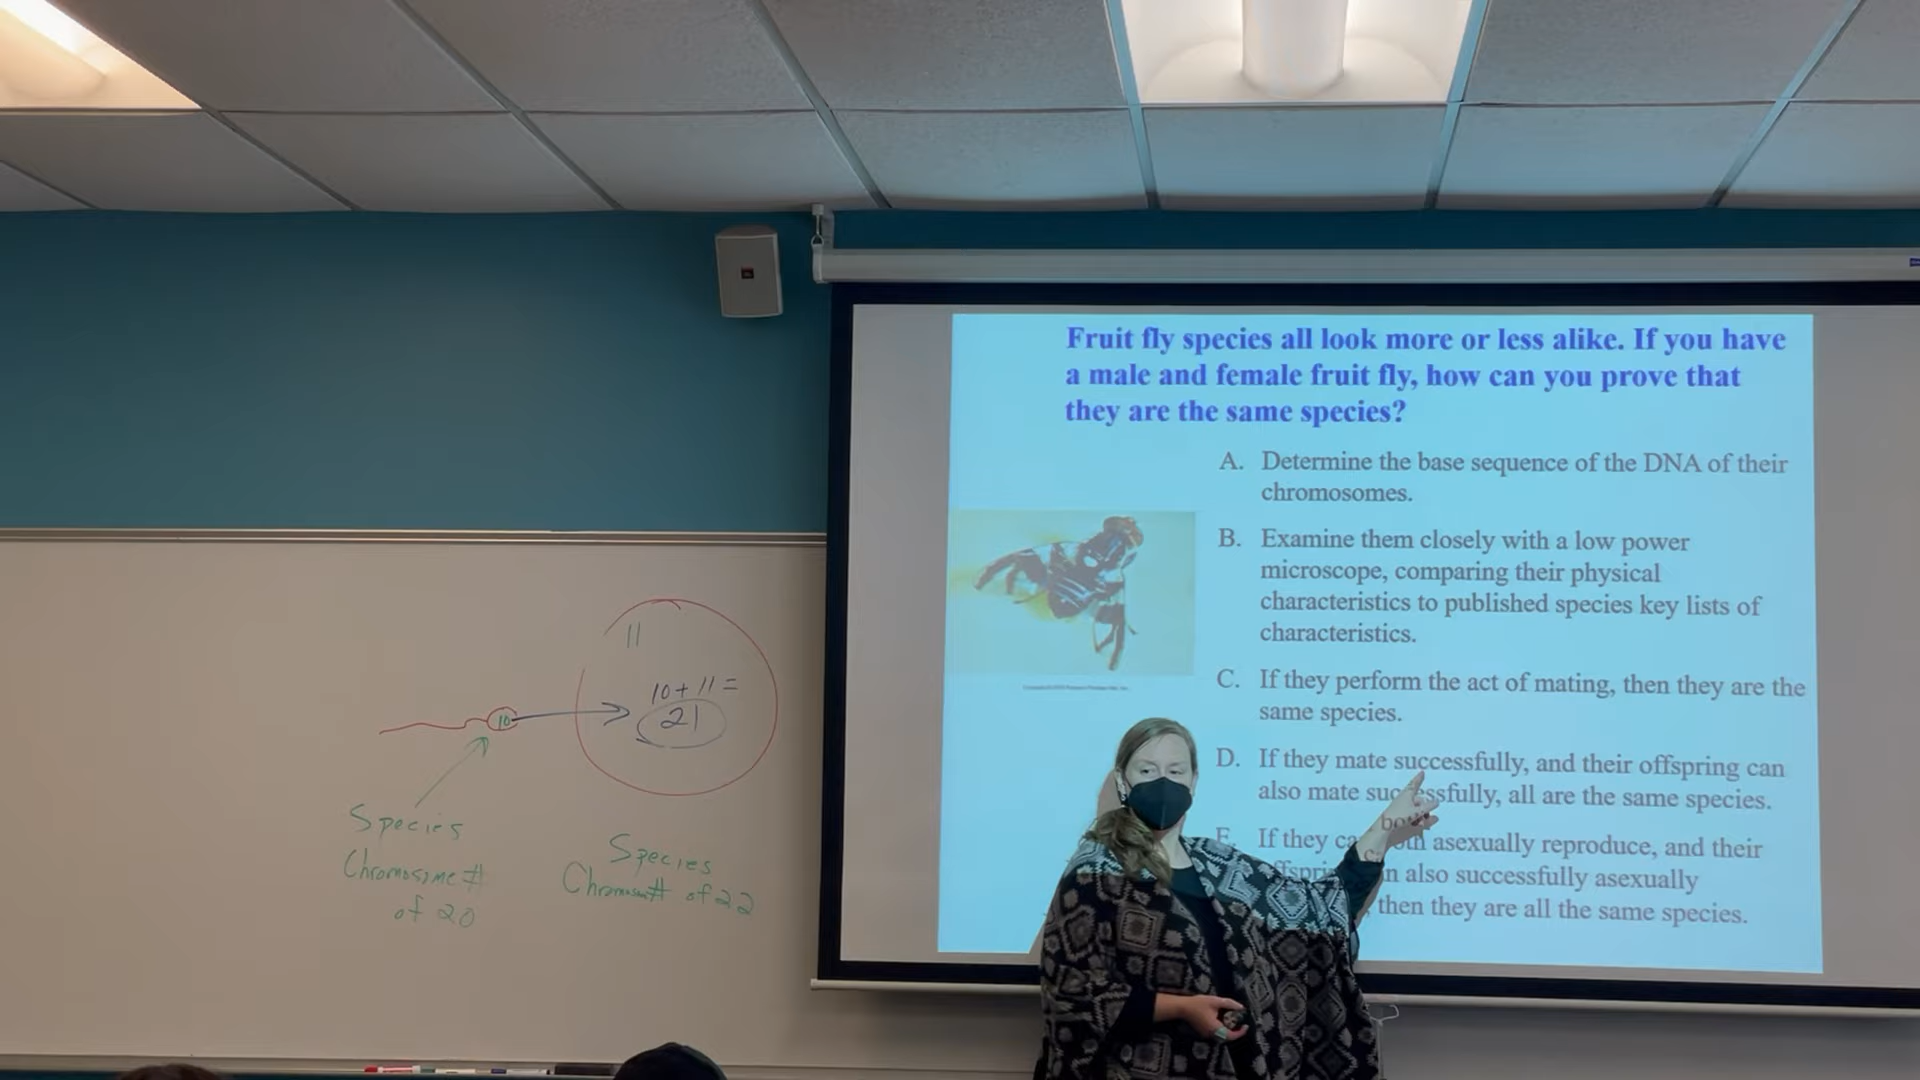 Fruit fly species all look more or less alike. If you have
a male and female fruit fly, how can you prove that
they are the same species?
A. Determine the base sequence of the DNA of their
chromosomes.
B. Examine them closely with a low power
microscope, comparing their physical
characteristics to published species key lists of
characteristics.
C. If they perform the act of mating, then they are the
same species.
D. If they mate successfully, and their offspring can
also mate successfully, all are the same species.
E. If they can both asexually reproduce, and their
also successfully asexually
then they are all the same species.
11
10 + 11 =
21
10
Species
Chromosome #
of 20
Species
of 22